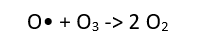 O• + O₃ -> 2 O₂